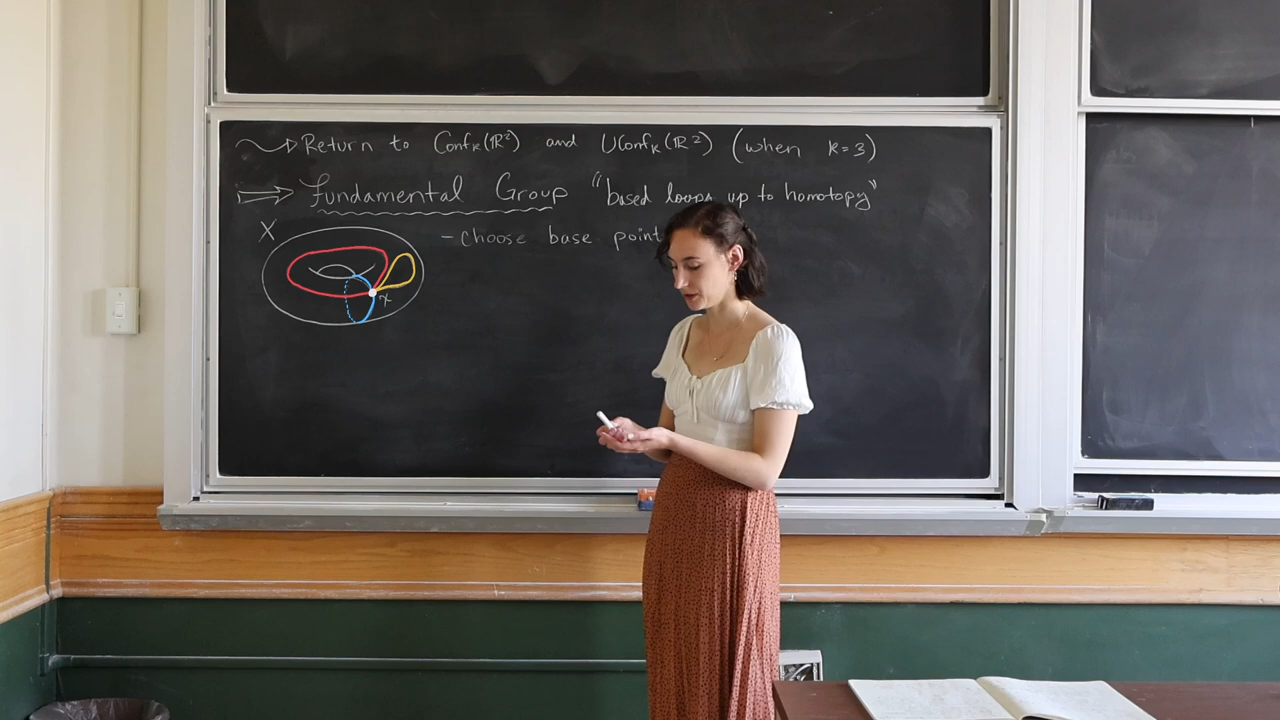 Return to Conf_k(ℝ²) and UConf_k(ℝ²) (when k=3)
Fundamental Group "based loops up to homotopy"
X
- choose base point
x